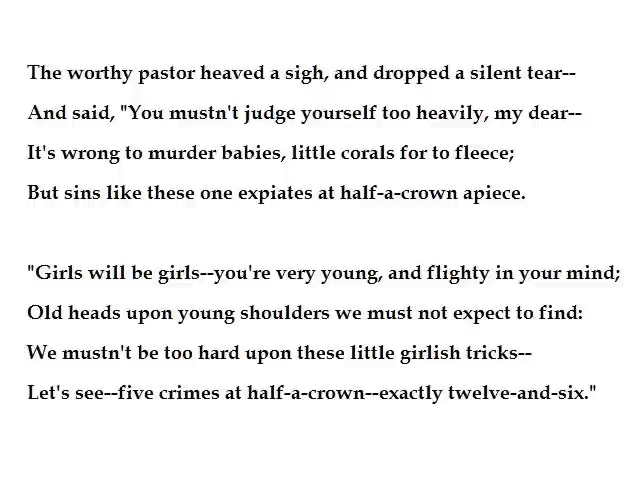 The worthy pastor heaved a sigh, and dropped a silent tear--
And said, "You mustn't judge yourself too heavily, my dear--
It's wrong to murder babies, little corals for to fleece;
But sins like these one expiates at half-a-crown apiece.
"Girls will be girls--you're very young, and flighty in your mind;
Old heads upon young shoulders we must not expect to find:
We mustn't be too hard upon these little girlish tricks--
Let's see--five crimes at half-a-crown--exactly twelve-and-six."